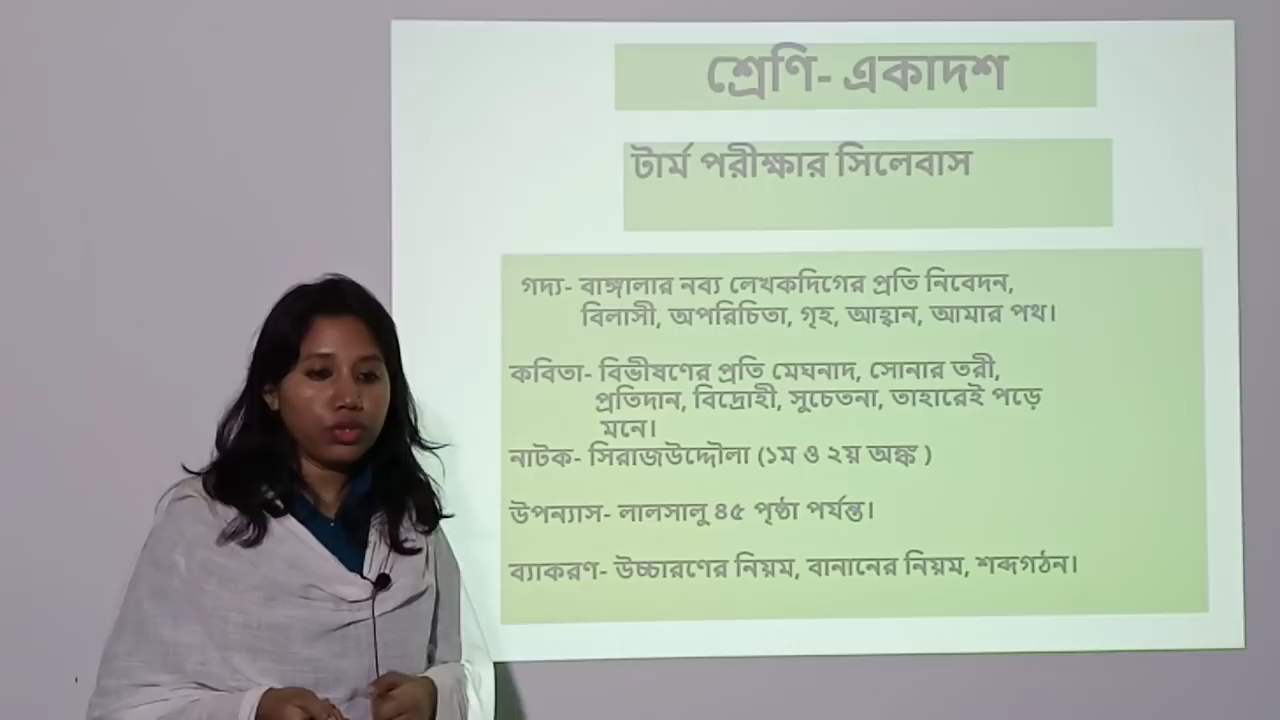 শ্রেণি- একাদশ
টার্ম পরীক্ষার সিলেবাস
গদ্য- বাঙ্গালার নব্য লেখকদিগের প্রতি নিবেদন,
বিলাসী, অপরিচিতা, গৃহ, আহ্বান, আমার পথ।
কবিতা- বিভীষণের প্রতি মেঘনাদ, সোনার তরী,
প্রতিদান, বিদ্রোহী, সুচেতনা, তাহারেই পড়ে
মনে।
নাটক- সিরাজউদ্দৌলা (১ম ও ২য় অঙ্ক )
উপন্যাস- লালসালু ৪৫ পৃষ্ঠা পর্যন্ত।
ব্যাকরণ- উচ্চারণের নিয়ম, বানানের নিয়ম, শব্দগঠন।